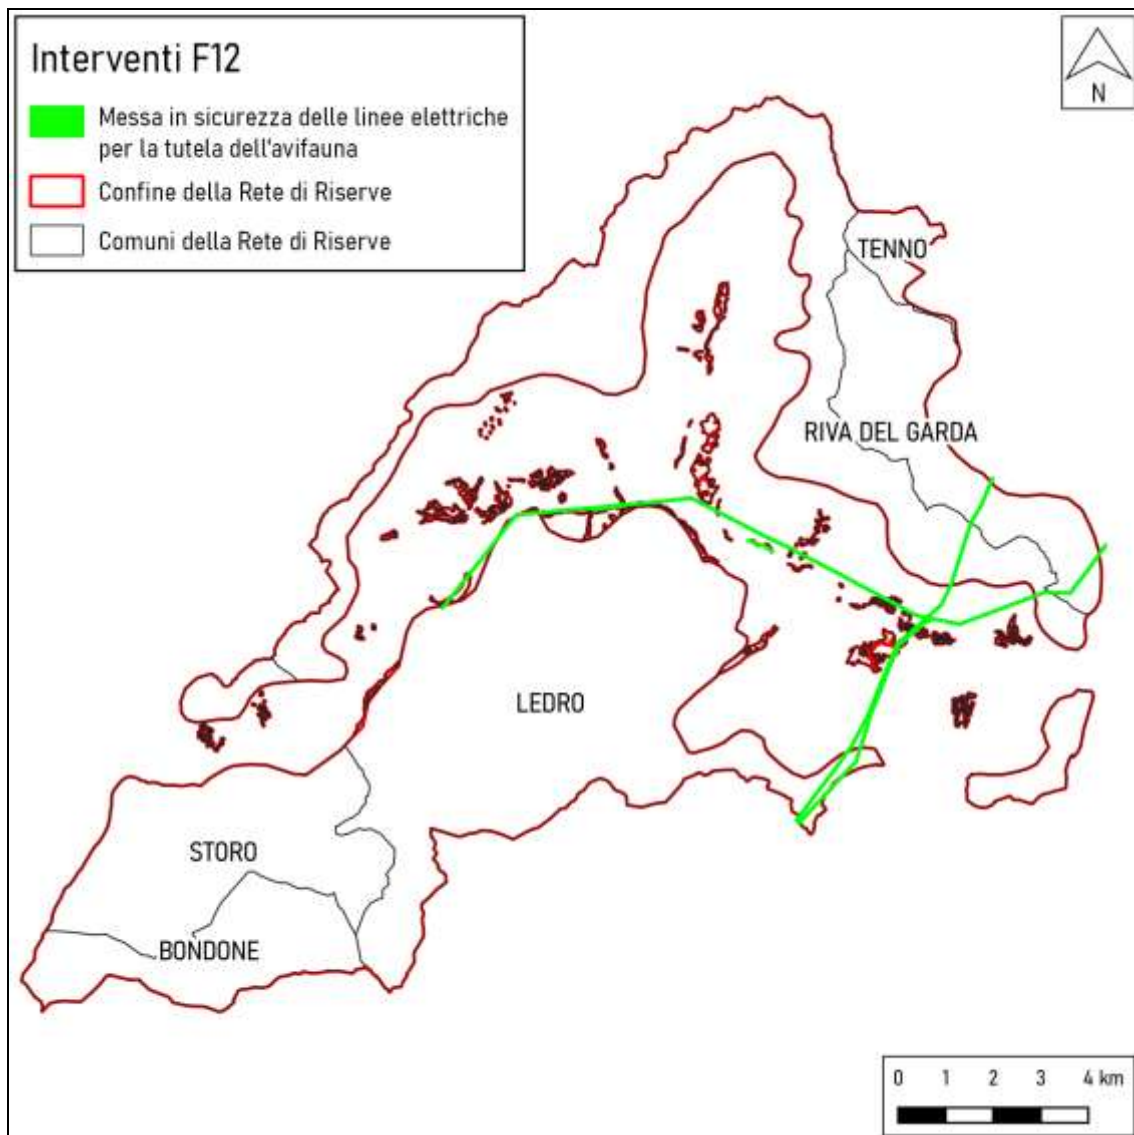 Interventi F12
Messa in sicurezza delle linee elettriche
per la tutela dell'avifauna
Confine della Rete di Riserve
Comuni della Rete di Riserve
N
TENNO
RIVA DEL GARDA
LEDRO
STORO
BONDONE
0 1 2 3 4 km